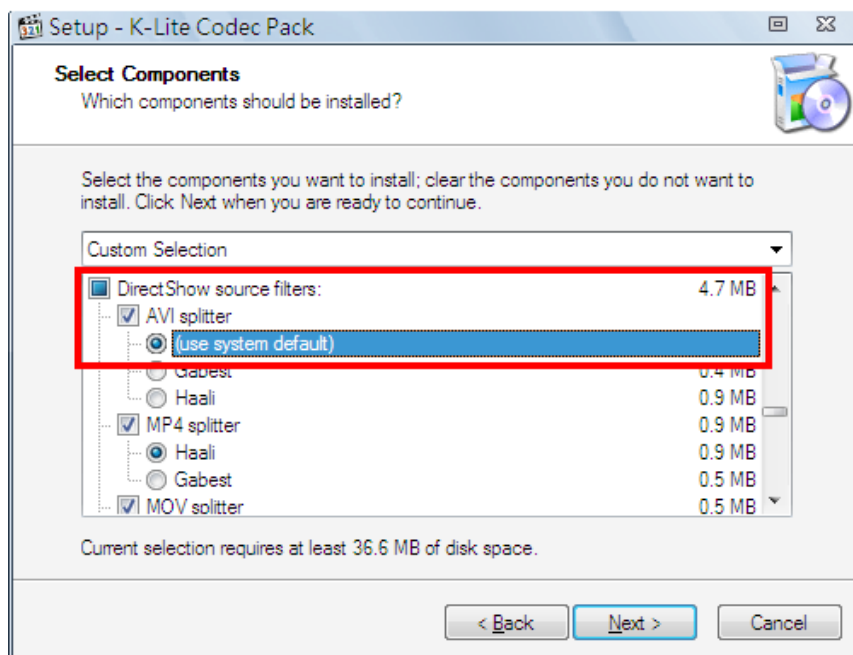 Setup - K-Lite Codec Pack
Select Components
Which components should be installed?
Select the components you want to install; clear the components you do not want to
install. Click Next when you are ready to continue.
Custom Selection
DirectShow source filters: 4.7 MB
AVI splitter
(use system default)
Gabest 0.4 MB
Haali 0.9 MB
MP4 splitter 0.9 MB
Haali 0.9 MB
Gabest 0.5 MB
MOV splitter 0.5 MB
Current selection requires at least 36.6 MB of disk space.
< Back Next > Cancel